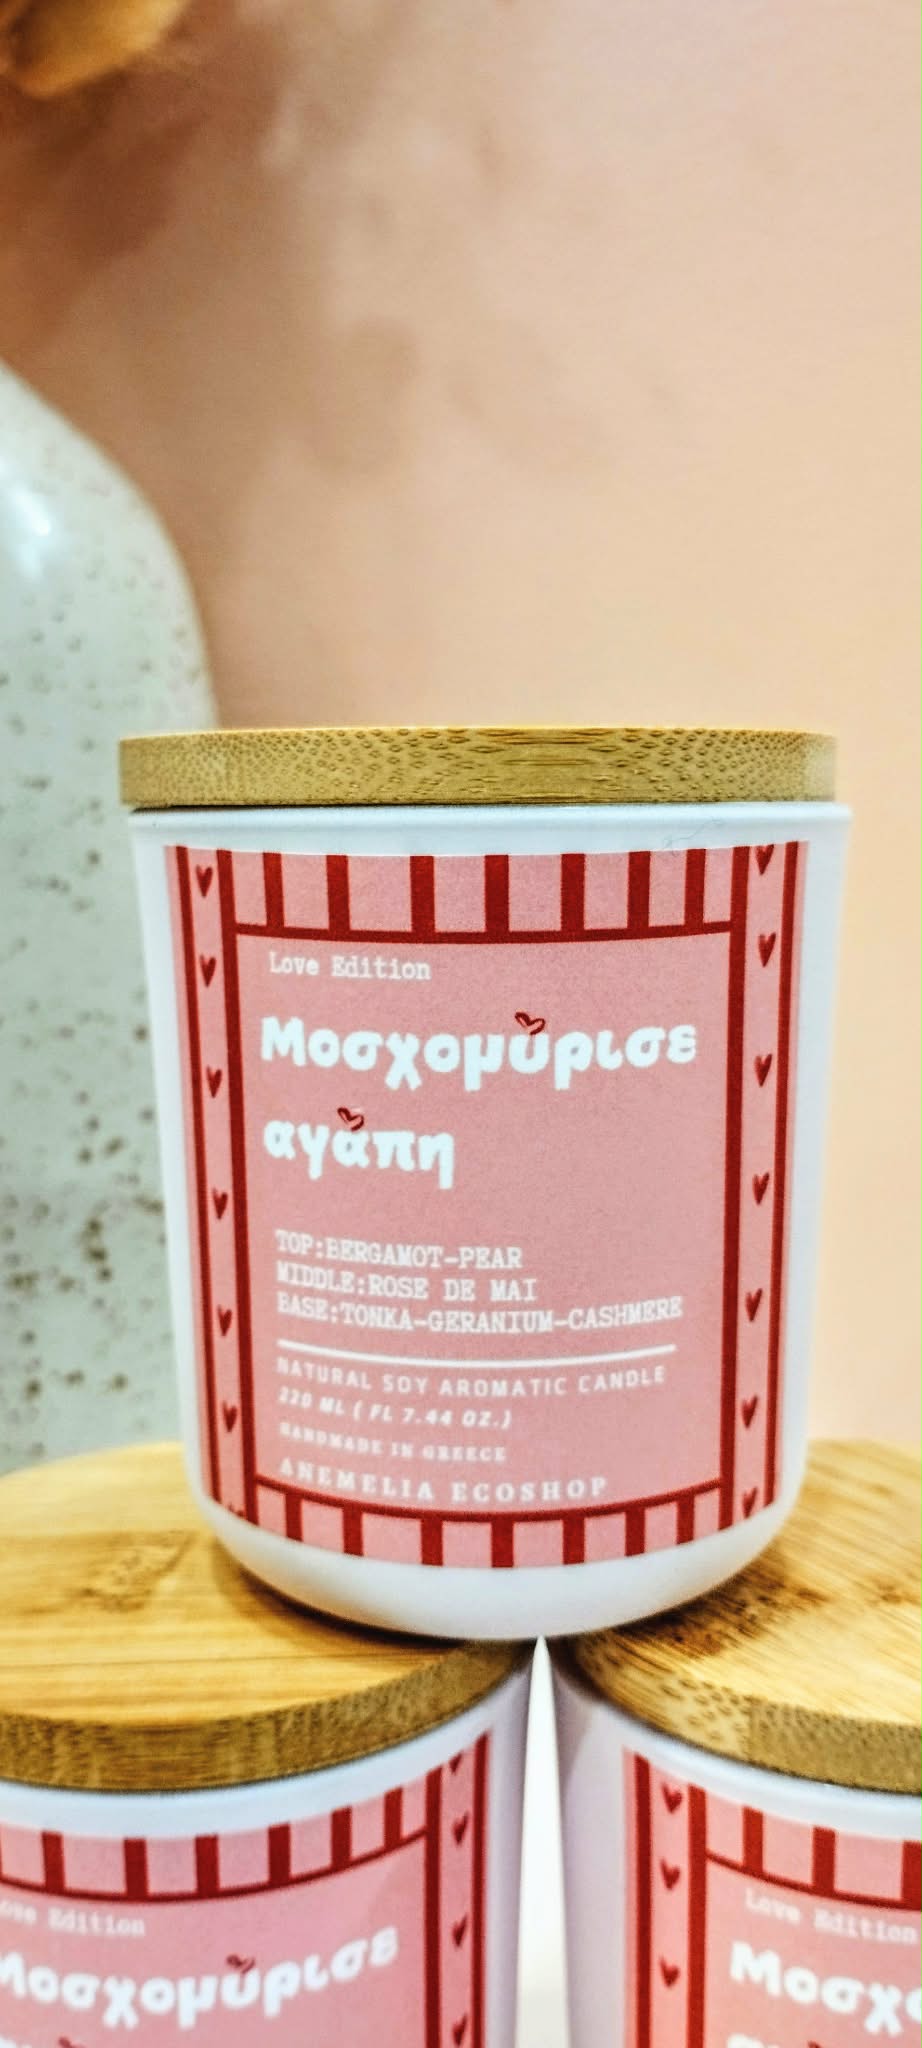 Love Edition
Μοσχομύρισε
αγάπη
TOP:BERGAMOT-PEAR
MIDDLE:ROSE DE MAI
BASE:TONKA-GERANIUM-CASHMERE
NATURAL SOY AROMATIC CANDLE
220 ML ( FL 7.44 OZ.)
HANDMADE IN GREECE
ANEMELIA ECOSHOP
Love Edition
Μοσχομύρισε
Love Edition